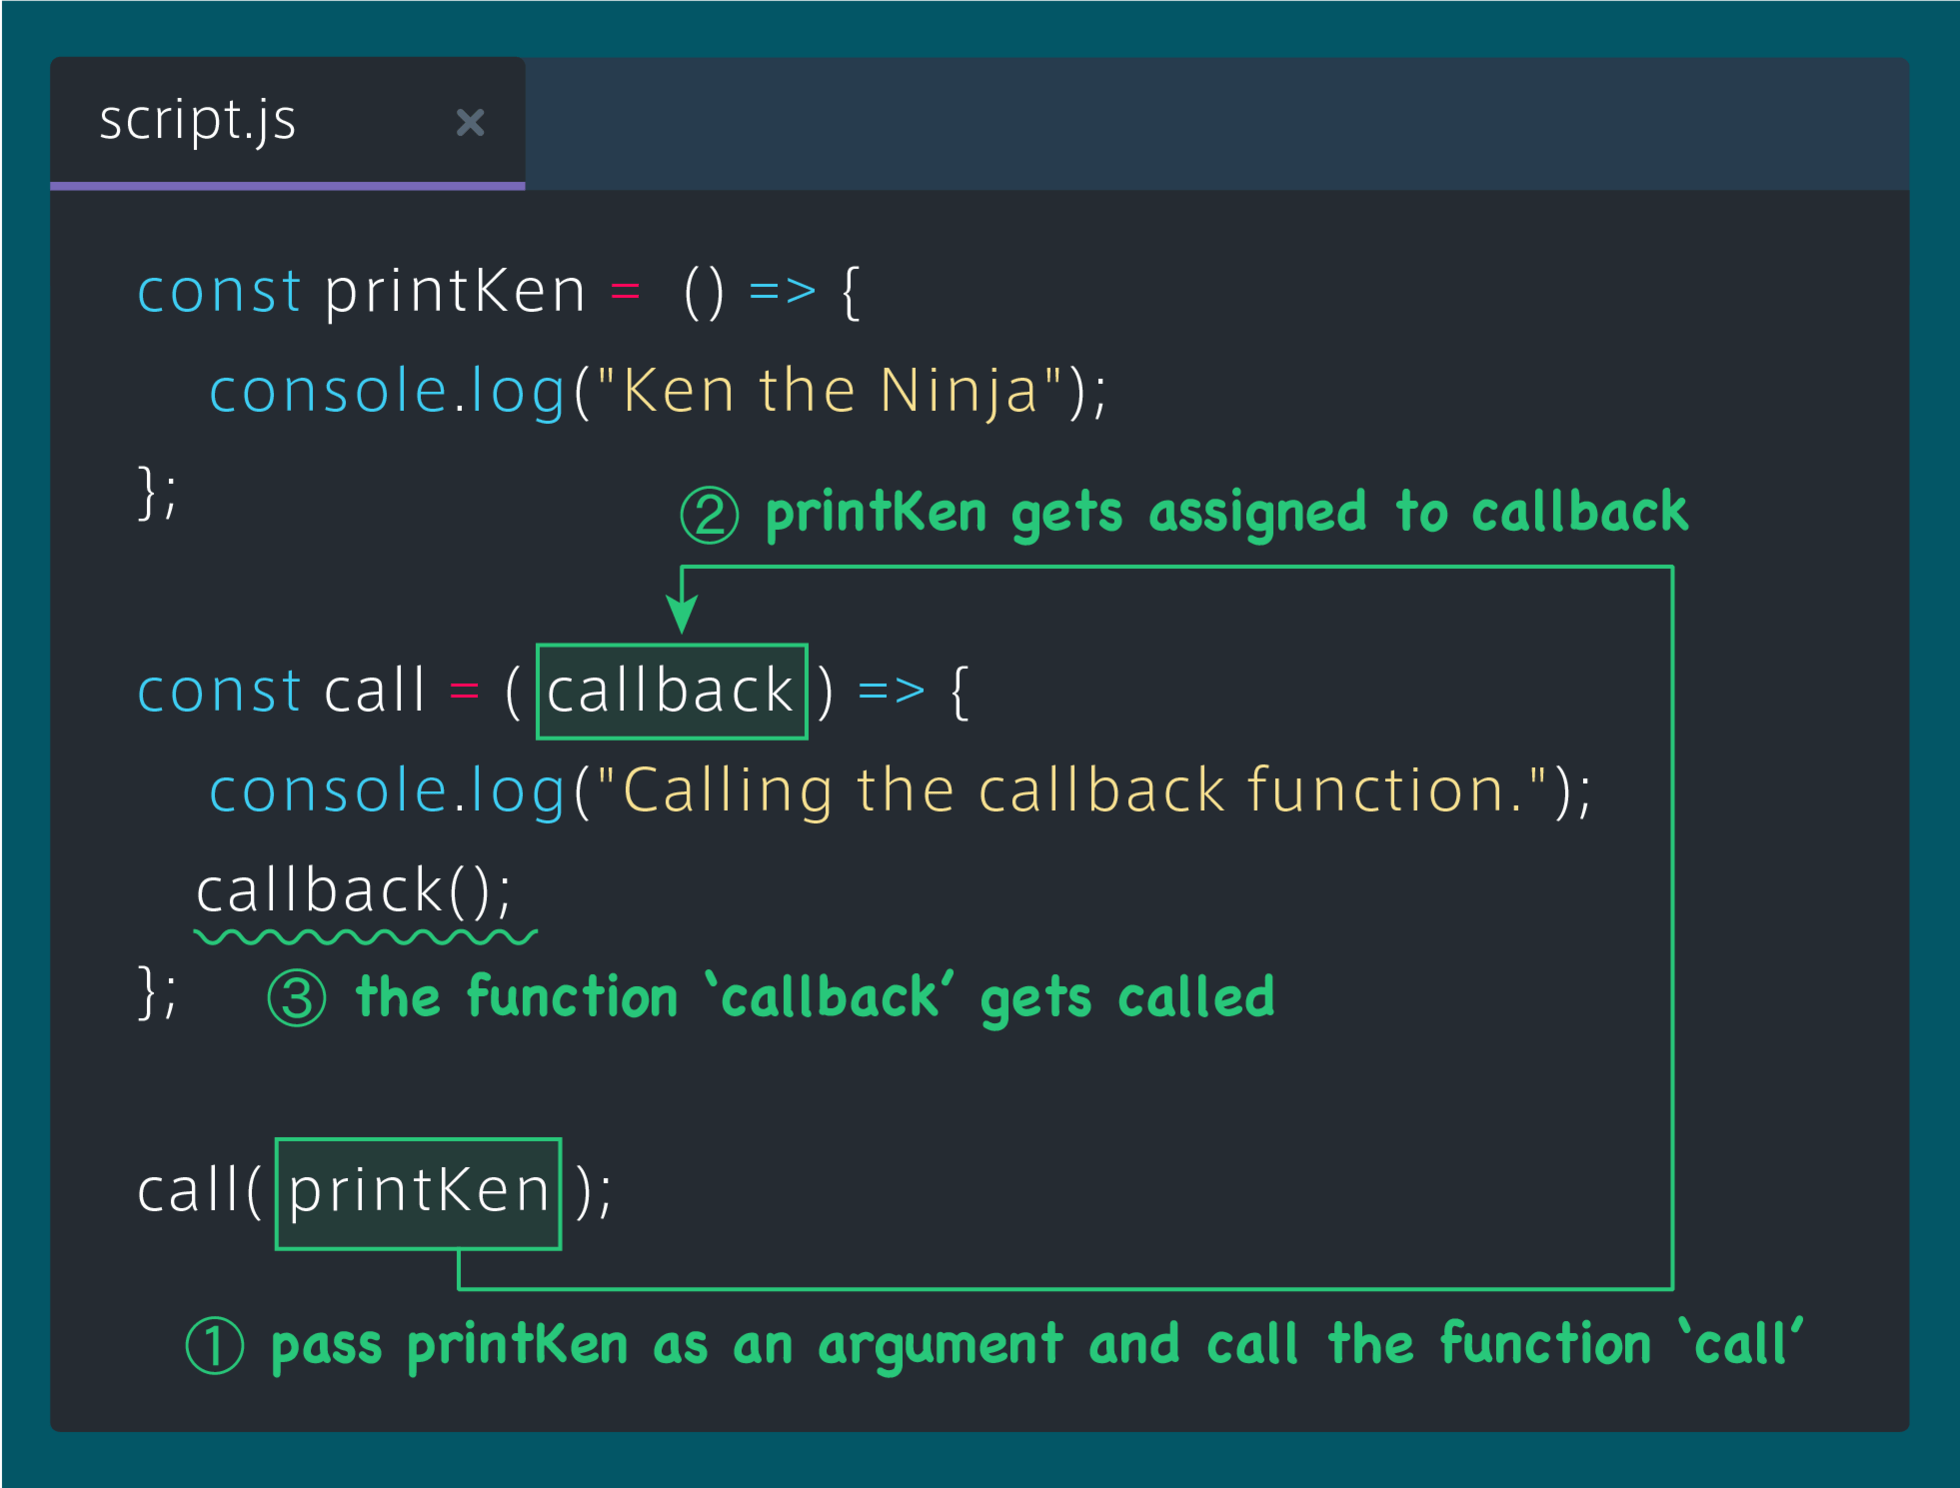 script.js ×
const printKen = () => {
console.log("Ken the Ninja");
};
② printKen gets assigned to callback
const call = ( callback ) => {
console.log("Calling the callback function.");
callback();
}; ③ the function ‵callback′ gets called
call( printKen );
① pass printKen as an argument and call the function ‵call′